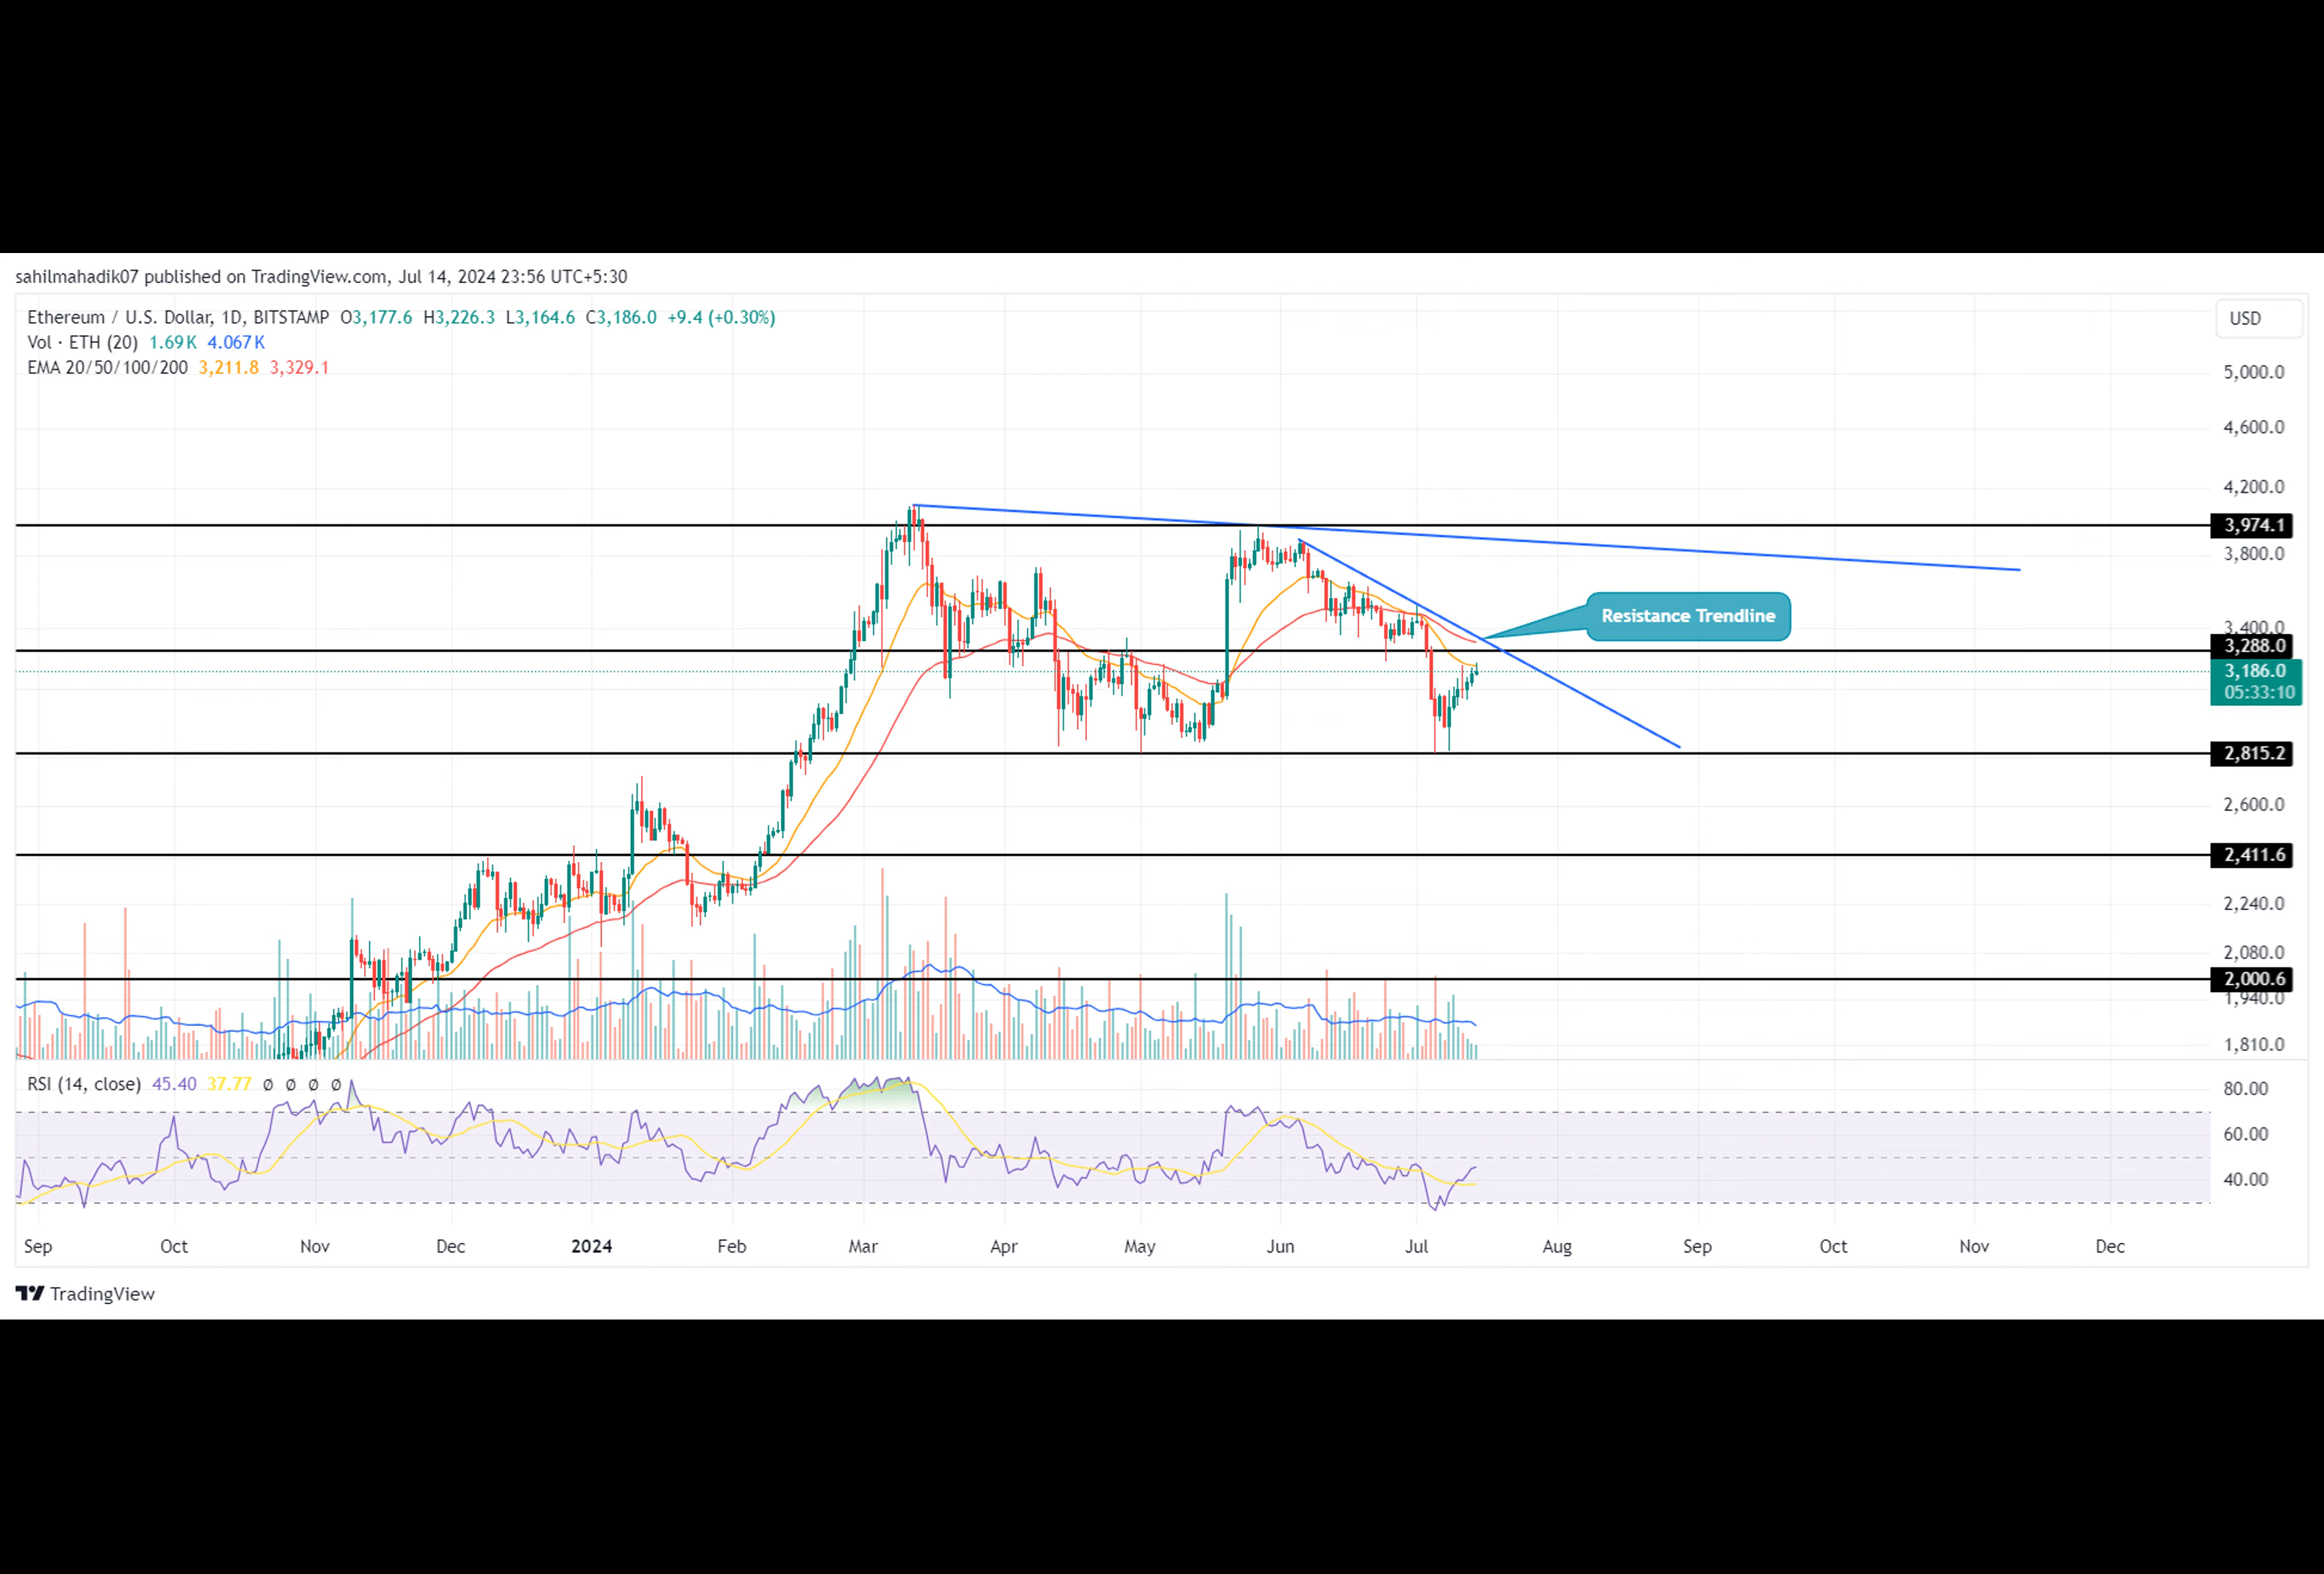 sahilmahadik07 published on TradingView.com, Jul 14, 2024 23:56 UTC+5:30
Ethereum / U.S. Dollar, 1D, BITSTAMP O3,177.6 H3,226.3 L3,164.6 C3,186.0 +9.4 (+0.30%)
USD
Vol · ETH (20) 1.69K 4.067K
EMA 20/50/100/200 3,211.8 3,329.1
5,000.0
4,600.0
4,200.0
3,974.1
3,800.0
Resistance Trendline
3,400.0
3,288.0
3,186.0
05:33:10
2,815.2
2,600.0
2,411.6
2,240.0
2,080.0
2,000.6
1,940.0
1,810.0
RSI (14, close) 45.40 37.77 ø ø ø ø
80.00
60.00
40.00
Sep Oct Nov Dec 2024 Feb Mar Apr May Jun Jul Aug Sep Oct Nov Dec
TradingView